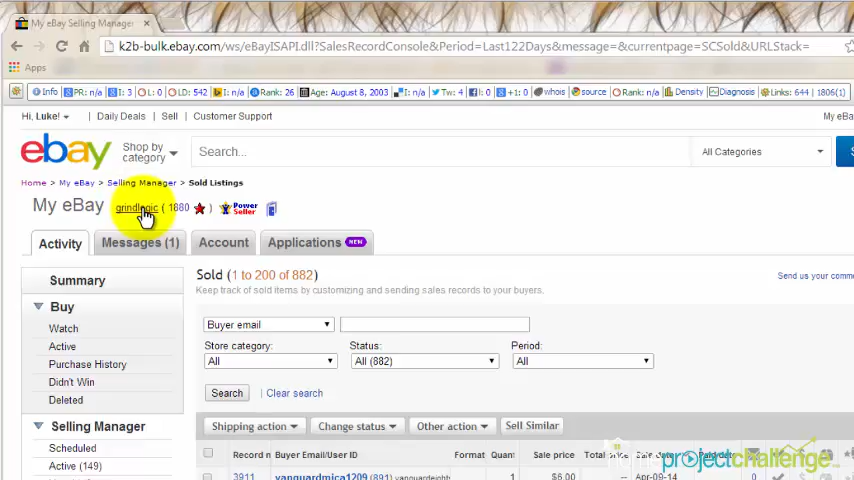 My eBay Selling Manager
k2b-bulk.ebay.com/ws/eBayISAPI.dll?SalesRecordConsole&Period=Last122Days&message=&currentpage=SCSold&URLStack=
Apps
Info PR: n/a I: 3 L: 0 LD: 542 I: n/a Rank: 26 Age: August 8, 2003 I: n/a Tw: 4 I: 0 +1: 0 whois source Rank: n/a Density Diagnosis Links: 644 | 1806(1)
Hi, Luke! Daily Deals Sell Customer Support My eBa
ebay Shop by category Search... All Categories S
Home > My eBay > Selling Manager > Sold Listings
My eBay grindlogic ( 1880 ) Power Seller
Activity Messages (1) Account Applications NEW
Summary
Buy
Watch
Active
Purchase History
Didn't Win
Deleted
Selling Manager
Scheduled
Active (149)
Sold (1 to 200 of 882) Send us your comme
Keep track of sold items by customizing and sending sales records to your buyers.
Buyer email
Store category: Status: Period:
All All (882) All
Search Clear search
Shipping action Change status Other action Sell Similar
Record n Buyer Email/User ID Format Quant Sale price Sale date Paid date
3911 vanguardmica1209 (891) 1 $6.00 -- Apr-09-14 0
projectchallenge